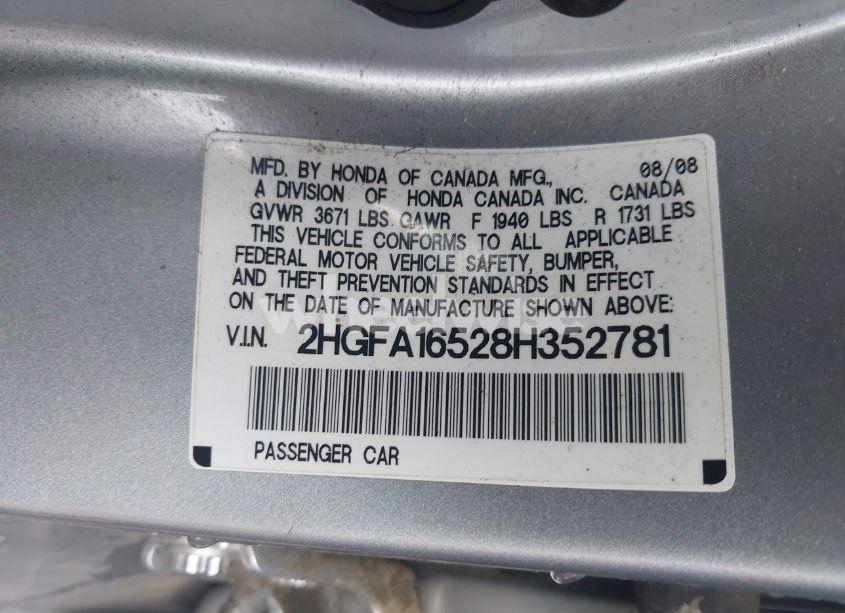 MFD. BY HONDA OF CANADA MFG., 08/08
A DIVISION OF HONDA CANADA INC. CANADA
GVWR 3671 LBS GAWR F 1940 LBS R 1731 LBS
THIS VEHICLE CONFORMS TO ALL APPLICABLE
FEDERAL MOTOR VEHICLE SAFETY, BUMPER,
AND THEFT PREVENTION STANDARDS IN EFFECT
ON THE DATE OF MANUFACTURE SHOWN ABOVE:
V.I.N. 2HGFA16528H352781
PASSENGER CAR